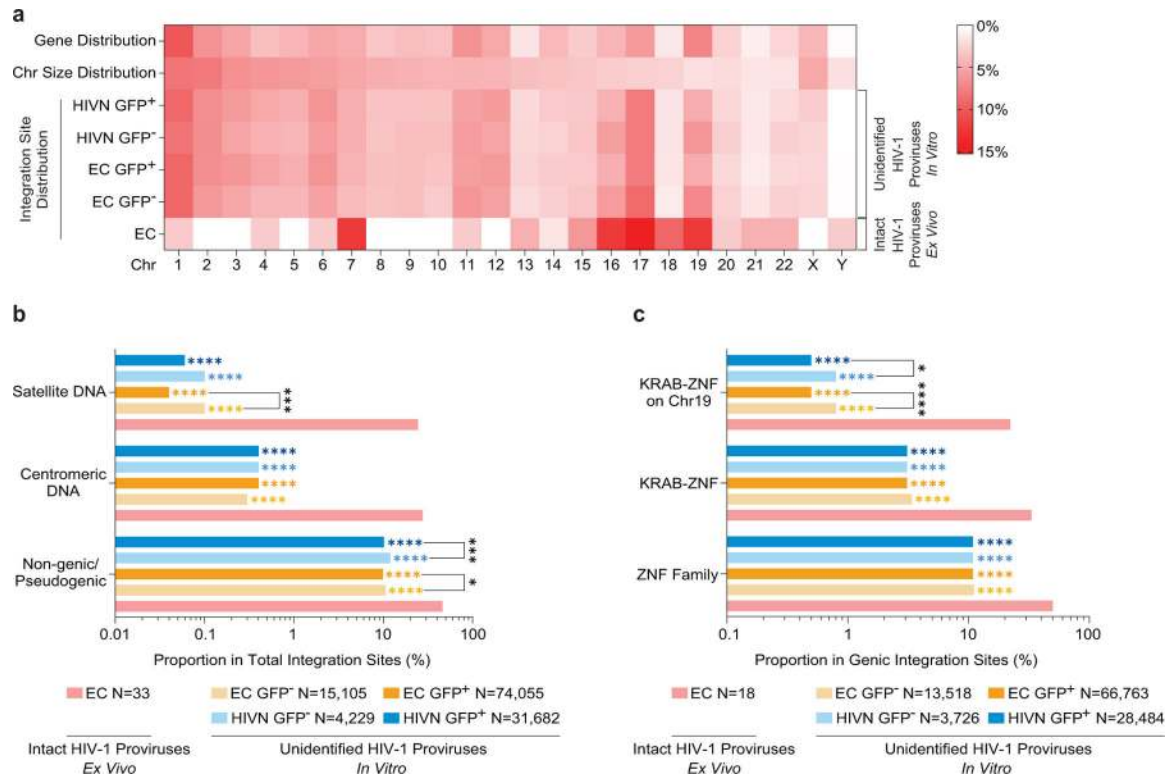 a
Gene Distribution
Chr Size Distribution
Integration Site
Distribution
HIVN GFP+
HIVN GFP-
EC GFP+
EC GFP-
EC
Chr 1 2 3 4 5 6 7 8 9 10 11 12 13 14 15 16 17 18 19 20 21 22 X Y
Unidentified
HIV-1
Proviruses
In Vitro
Intact
HIV-1
Proviruses
Ex Vivo
0%
5%
10%
15%
b
Satellite DNA
**** 
****
****
****
***
Centromeric
DNA
****
****
****
****
Non-genic/
Pseudogenic
****
****
****
****
***
*
0.01 0.1 1 10 100
Proportion in Total Integration Sites (%)
EC N=33
EC GFP- N=15,105
EC GFP+ N=74,055
HIVN GFP- N=4,229
HIVN GFP+ N=31,682
Intact HIV-1 Proviruses
Ex Vivo
Unidentified HIV-1 Proviruses
In Vitro
c
KRAB-ZNF
on Chr19
****
****
****
****
*
****
KRAB-ZNF
****
****
****
****
ZNF Family
****
****
****
****
0.1 1 10 100
Proportion in Genic Integration Sites (%)
EC N=18
EC GFP- N=13,518
EC GFP+ N=66,763
HIVN GFP- N=3,726
HIVN GFP+ N=28,484
Intact HIV-1 Proviruses
Ex Vivo
Unidentified HIV-1 Proviruses
In Vitro